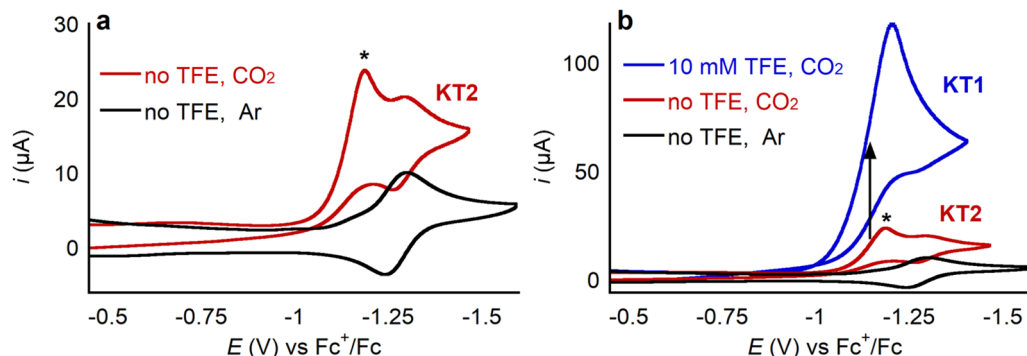 a
30
20
10
0
i (µA)
no TFE, CO₂
no TFE, Ar
*
KT2
-0.5
-0.75
-1
-1.25
-1.5
E (V) vs Fc⁺/Fc
b
100
50
0
i (µA)
10 mM TFE, CO₂
no TFE, CO₂
no TFE, Ar
KT1
KT2
*
-0.5
-0.75
-1
-1.25
-1.5
E (V) vs Fc⁺/Fc